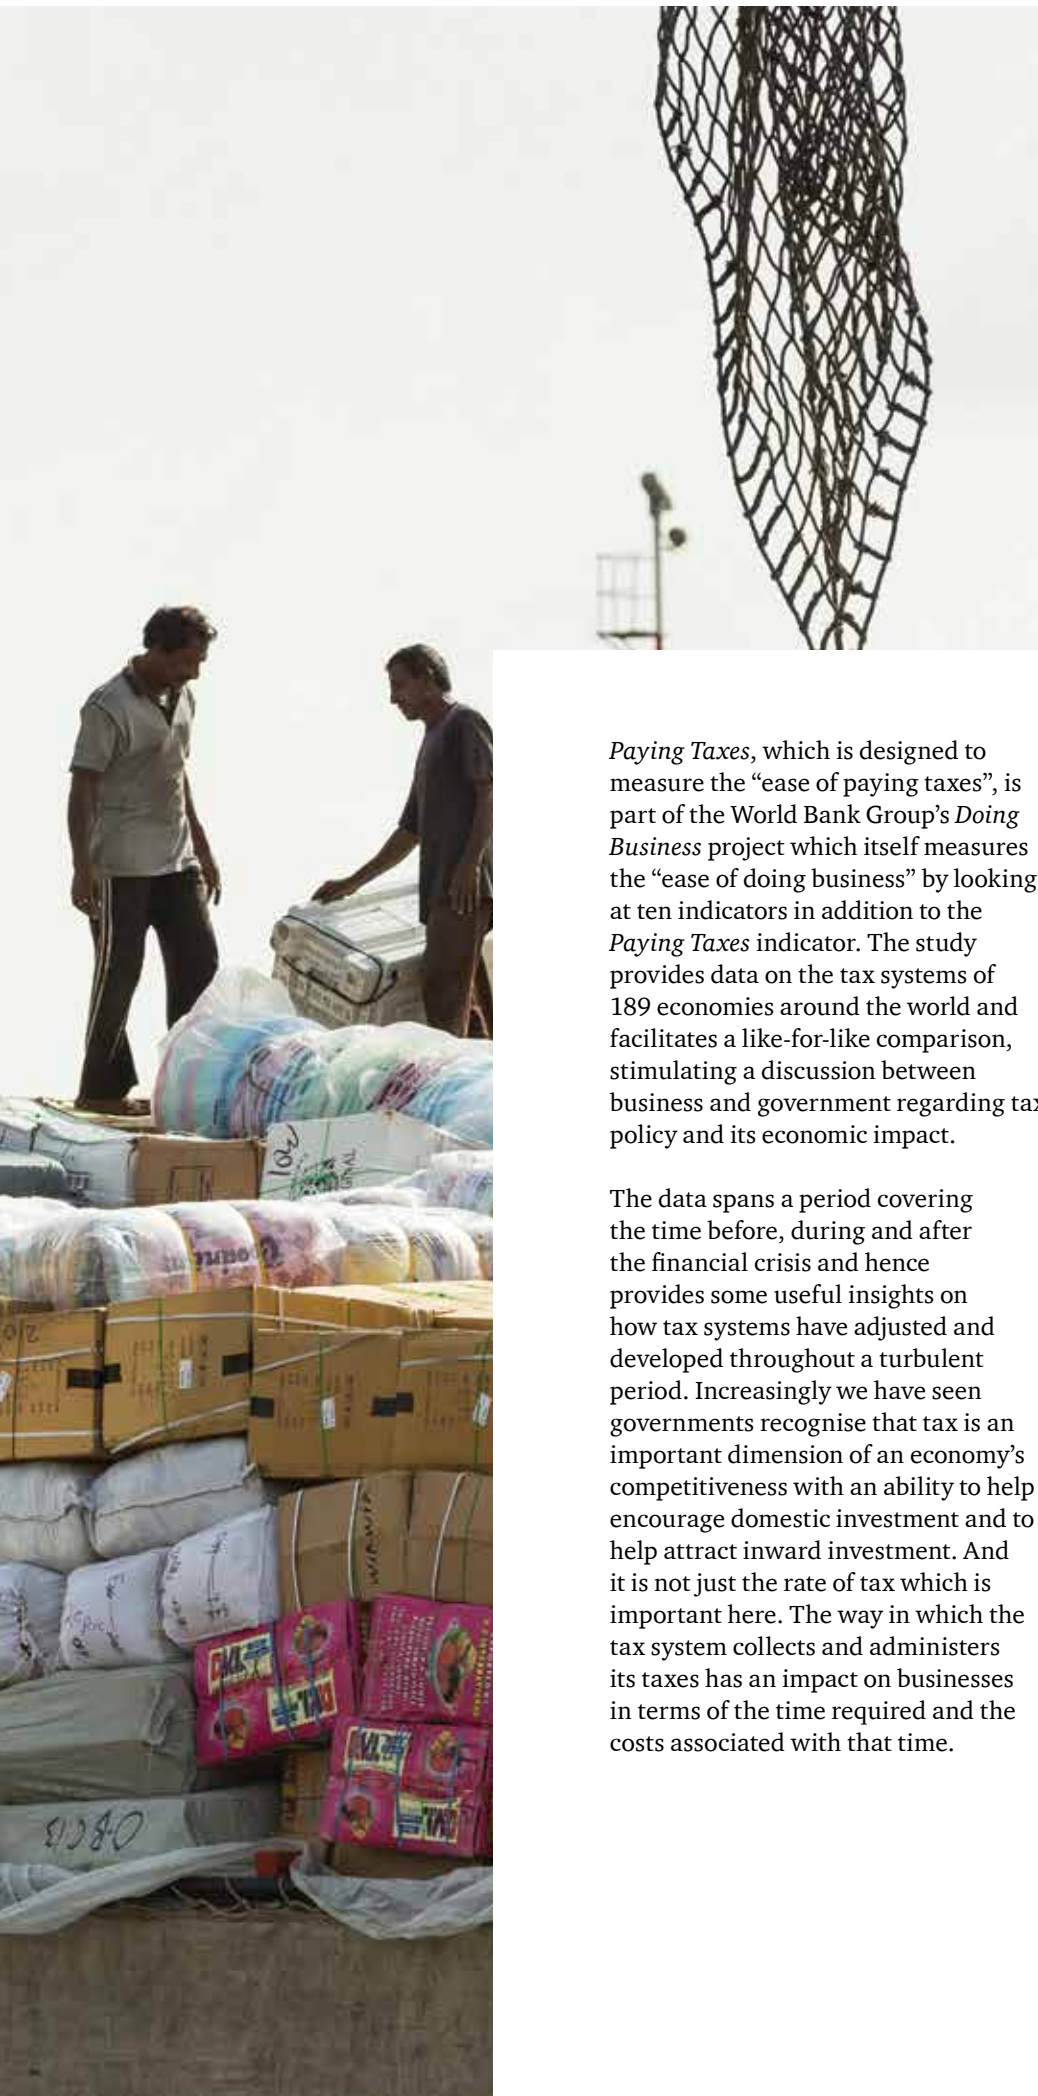 Paying Taxes, which is designed to
measure the “ease of paying taxes”, is
part of the World Bank Group’s Doing
Business project which itself measures
the “ease of doing business” by looking
at ten indicators in addition to the
Paying Taxes indicator. The study
provides data on the tax systems of
189 economies around the world and
facilitates a like-for-like comparison,
stimulating a discussion between
business and government regarding tax
policy and its economic impact.
The data spans a period covering
the time before, during and after
the financial crisis and hence
provides some useful insights on
how tax systems have adjusted and
developed throughout a turbulent
period. Increasingly we have seen
governments recognise that tax is an
important dimension of an economy’s
competitiveness with an ability to help
encourage domestic investment and to
help attract inward investment. And
it is not just the rate of tax which is
important here. The way in which the
tax system collects and administers
its taxes has an impact on businesses
in terms of the time required and the
costs associated with that time.